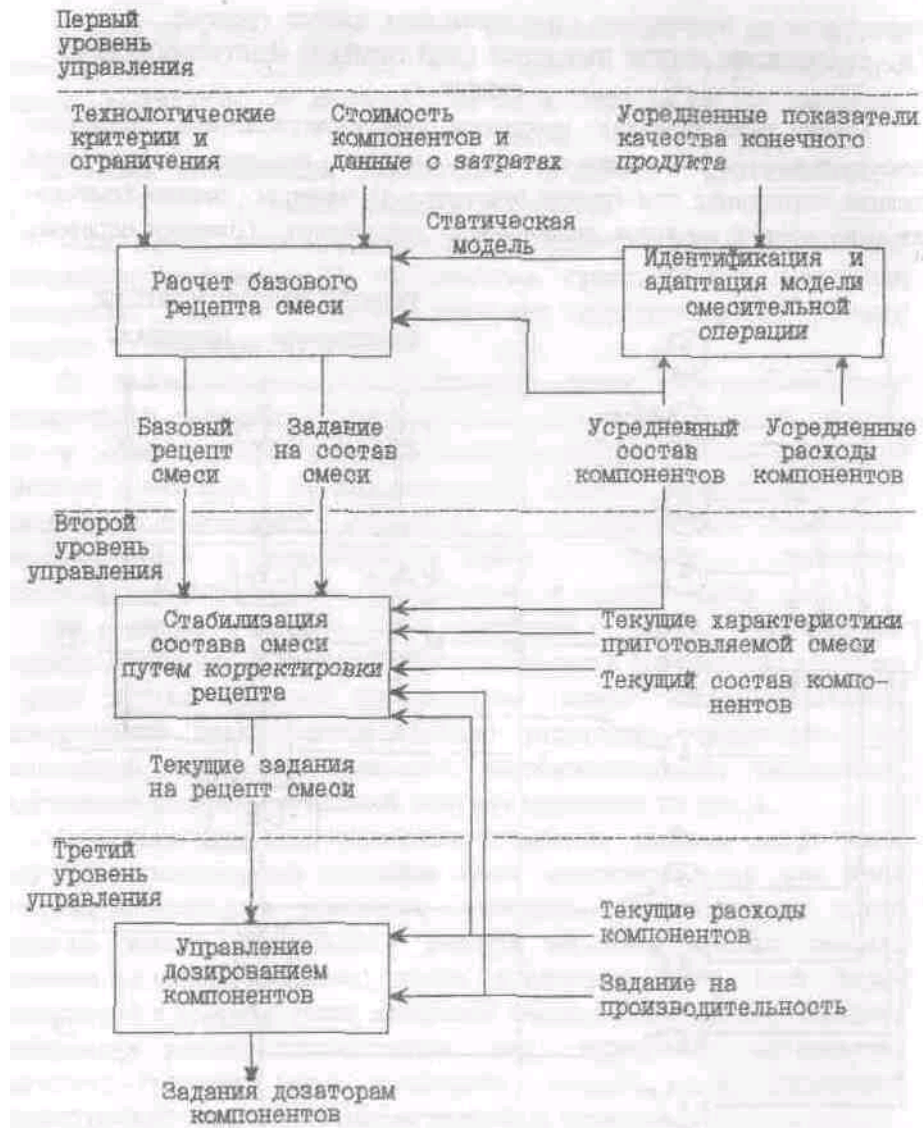 Первый
уровень
управления
Технологические
критерии и
ограничения
Стоимость
компонентов и
данные о затратах
Усредненные показатели
качества конечного
продукта
Статическая
модель
Расчет базового
рецепта смеси
Идентификация и
адаптация модели
смесительной
операции
Базовый
рецепт
смеси
Задание
на состав
смеси
Усредненный
состав
компонентов
Усредненные
расходы
компонентов
Второй
уровень
управления
Стабилизация
состава смеси
путем корректировки
рецепта
Текущие характеристики
приготовляемой смеси
Текущий состав компо-
нентов
Текущие задания
на рецепт смеси
Третий
уровень
управления
Управление
дозированием
компонентов
Текущие расходы
компонентов
Задание на
производительность
Задания дозаторам
компонентов